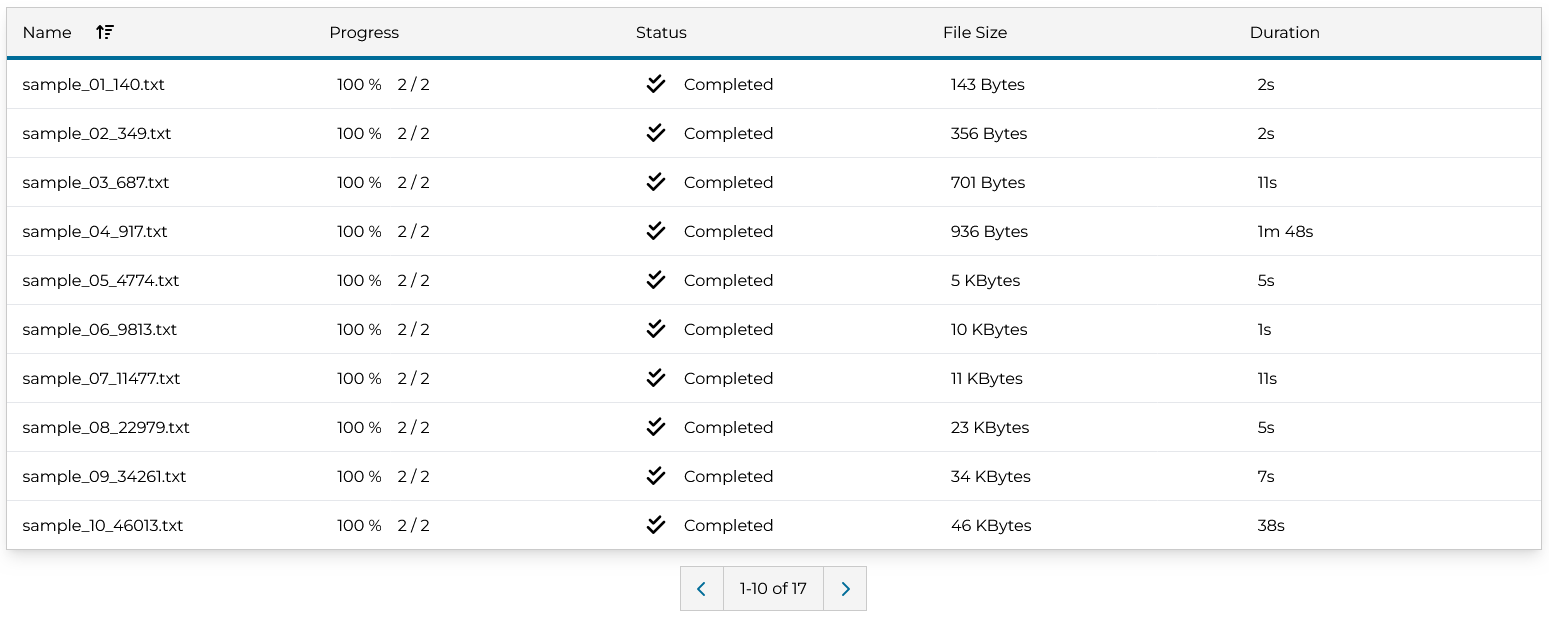 Name Progress Status File Size Duration
sample_01_140.txt 100 % 2 / 2 Completed 143 Bytes 2s
sample_02_349.txt 100 % 2 / 2 Completed 356 Bytes 2s
sample_03_687.txt 100 % 2 / 2 Completed 701 Bytes 11s
sample_04_917.txt 100 % 2 / 2 Completed 936 Bytes 1m 48s
sample_05_4774.txt 100 % 2 / 2 Completed 5 KBytes 5s
sample_06_9813.txt 100 % 2 / 2 Completed 10 KBytes 1s
sample_07_11477.txt 100 % 2 / 2 Completed 11 KBytes 11s
sample_08_22979.txt 100 % 2 / 2 Completed 23 KBytes 5s
sample_09_34261.txt 100 % 2 / 2 Completed 34 KBytes 7s
sample_10_46013.txt 100 % 2 / 2 Completed 46 KBytes 38s
1-10 of 17